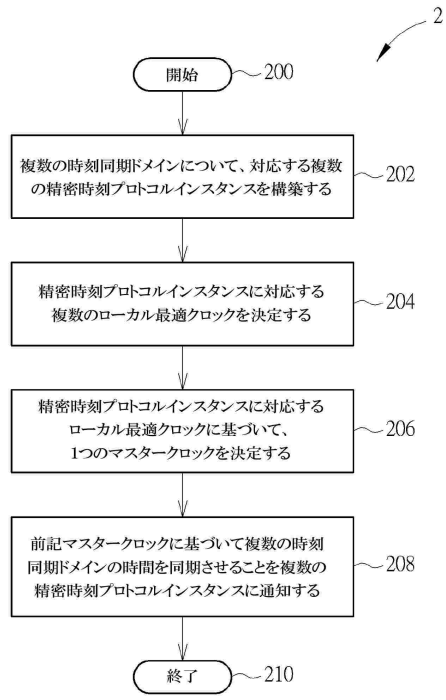 2
開始
200
複数の時刻同期ドメインについて、対応する複数
の精密時刻プロトコルインスタンスを構築する
202
精密時刻プロトコルインスタンスに対応する
複数のローカル最適クロックを決定する
204
精密時刻プロトコルインスタンスに対応する
ローカル最適クロックに基づいて、
1つのマスタークロックを決定する
206
前記マスタークロックに基づいて複数の時刻
同期ドメインの時間を同期させることを複数の
精密時刻プロトコルインスタンスに通知する
208
終了
210